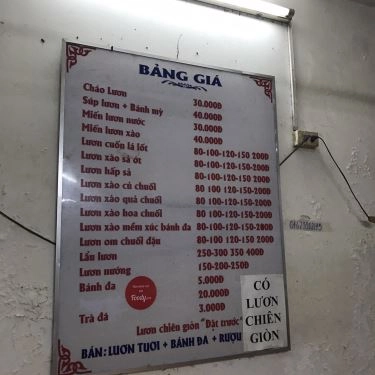 BẢNG GIÁ
Cháo Lươn 30.000Đ
Súp lươn + Bánh mỳ 40.000Đ
Miến lươn nước 30.000Đ
Miến lươn xào 40.000Đ
Lươn cuốn lá lốt 80-100-120-150 200Đ
Lươn xào sả ớt 80-100-120-150 200Đ
Lươn hấp sả 80-100-120-150 200Đ
Lươn xào củ chuối 80 100 120-150 200Đ
Lươn xào quả chuối 80-100 120-150 200Đ
Lươn xào hoa chuối 80-100 120-150 200Đ
Lươn xào mềm xúc bánh đa 80-100-120-150-200Đ
Lươn om chuối đậu 80-100-120 150 200Đ
Lẩu lươn 250-300 350 400Đ
Lươn nướng 150-200-250Đ
Bánh đa 5.000Đ
20.000Đ
Foody
Trà đá 3.000Đ
Lươn chiên giòn "Đặt trước"
BÁN: LƯƠN TƯƠI + BÁNH ĐA + RƯỢU
CÓ
LƯƠN
CHIÊN
GIÒN